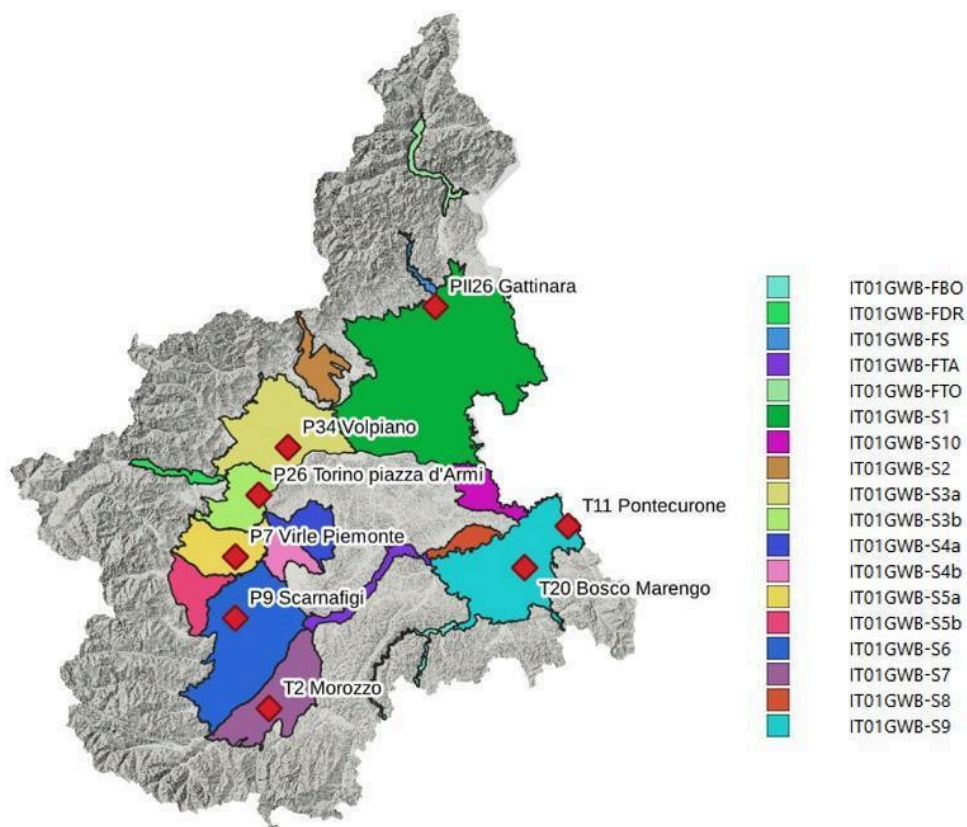 PII26 Gattinara
P34 Volpiano
P26 Torino piazza d'Armi
T11 Pontecurone
P7 Virle Piemonte
T20 Bosco Marengo
P9 Scarnafigi
T2 Morozzo
IT01GWB-FBO
IT01GWB-FDR
IT01GWB-FS
IT01GWB-FTA
IT01GWB-FTO
IT01GWB-S1
IT01GWB-S10
IT01GWB-S2
IT01GWB-S3a
IT01GWB-S3b
IT01GWB-S4a
IT01GWB-S4b
IT01GWB-S5a
IT01GWB-S5b
IT01GWB-S6
IT01GWB-S7
IT01GWB-S8
IT01GWB-S9